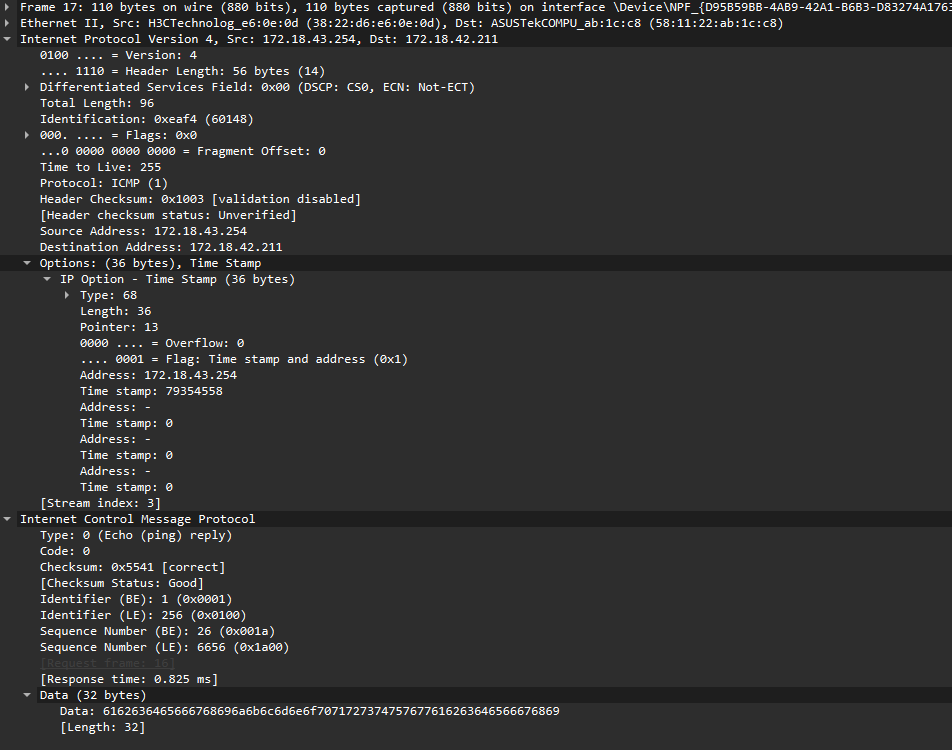 Frame 17: 110 bytes on wire (880 bits), 110 bytes captured (880 bits) on interface \Device\NPF_{D95B59BB-4AB9-42A1-B6B3-D83274A1763
Ethernet II, Src: H3CTechnolog_e6:0e:0d (38:22:d6:e6:0e:0d), Dst: ASUSTekCOMPU_ab:1c:c8 (58:11:22:ab:1c:c8)
Internet Protocol Version 4, Src: 172.18.43.254, Dst: 172.18.42.211
0100 .... = Version: 4
.... 1110 = Header Length: 56 bytes (14)
Differentiated Services Field: 0x00 (DSCP: CS0, ECN: Not-ECT)
Total Length: 96
Identification: 0xeaf4 (60148)
000. .... = Flags: 0x0
...0 0000 0000 0000 = Fragment Offset: 0
Time to Live: 255
Protocol: ICMP (1)
Header Checksum: 0x1003 [validation disabled]
[Header checksum status: Unverified]
Source Address: 172.18.43.254
Destination Address: 172.18.42.211
Options: (36 bytes), Time Stamp
IP Option - Time Stamp (36 bytes)
Type: 68
Length: 36
Pointer: 13
0000 .... = Overflow: 0
.... 0001 = Flag: Time stamp and address (0x1)
Address: 172.18.43.254
Time stamp: 79354558
Address: -
Time stamp: 0
Address: -
Time stamp: 0
Address: -
Time stamp: 0
[Stream index: 3]
Internet Control Message Protocol
Type: 0 (Echo (ping) reply)
Code: 0
Checksum: 0x5541 [correct]
[Checksum Status: Good]
Identifier (BE): 1 (0x0001)
Identifier (LE): 256 (0x0100)
Sequence Number (BE): 26 (0x001a)
Sequence Number (LE): 6656 (0x1a00)
[Request frame: 16]
[Response time: 0.825 ms]
Data (32 bytes)
Data: 6162636465666768696a6b6c6d6e6f7071727374757677616263646566676869
[Length: 32]